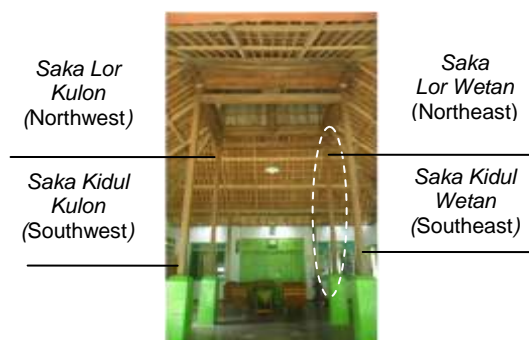 Saka Lor
Kulon
(Northwest)
Saka Kidul
Kulon
(Southwest)
Saka
Lor Wetan
(Northeast)
Saka Kidul
Wetan
(Southeast)